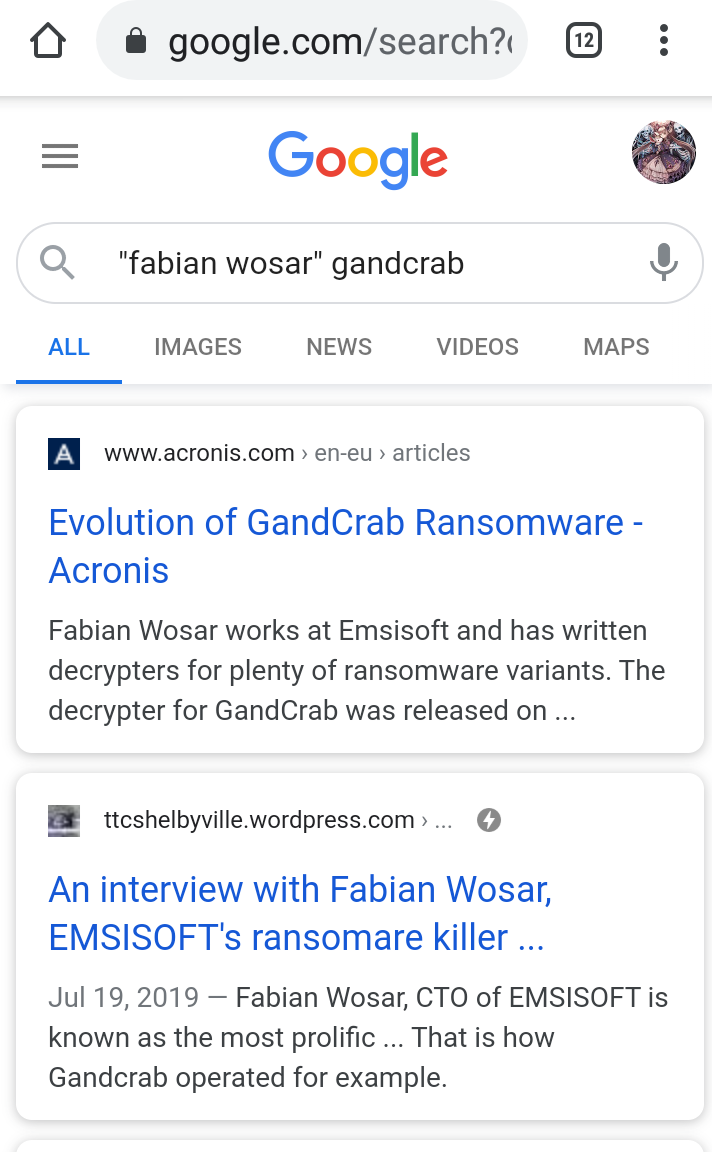 google.com/search?
12
Google
"fabian wosar" gandcrab
ALL IMAGES NEWS VIDEOS MAPS
A www.acronis.com › en-eu › articles
Evolution of GandCrab Ransomware -
Acronis
Fabian Wosar works at Emsisoft and has written
decrypters for plenty of ransomware variants. The
decrypter for GandCrab was released on ...
ttcshelbyville.wordpress.com › ...
An interview with Fabian Wosar,
EMSISOFT's ransomare killer ...
Jul 19, 2019 — Fabian Wosar, CTO of EMSISOFT is
known as the most prolific ... That is how
Gandcrab operated for example.